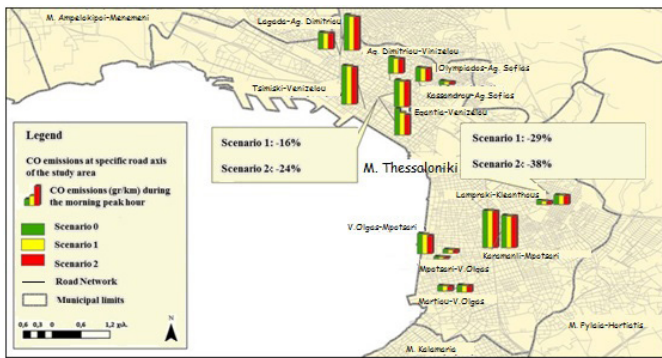 M. Ampelokipoi-Menemeni
Lagada-Ag. Dimitriou
Ag. Dimitriou-Vinizelou
Olympiados-Ag. Sofias
Tsimiski-Venizelou
Kassandrou-Ag.Sofias
Egantia-Venizelou
Scenario 1: -16%
Scenario 2: -24%
Scenario 1: -29%
Scenario 2: -38%
M. Thessaloniki
Legend
CO emissions at specific road axis
of the study area
CO emissions (gr/km) during
the morning peak hour
Scenario 0
Scenario 1
Scenario 2
Road Network
Municipal limits
0,6 0,3 0 0,6 1,2 χιλ.
N
Lampraki-Kleanthous
V.Olgas-Mpotsari
Karamanli-Mpotsari
Mpotsari-V.Olgas
Martiou-V.Olgas
M. Pylaia-Hortiatis
M. Kalamaria